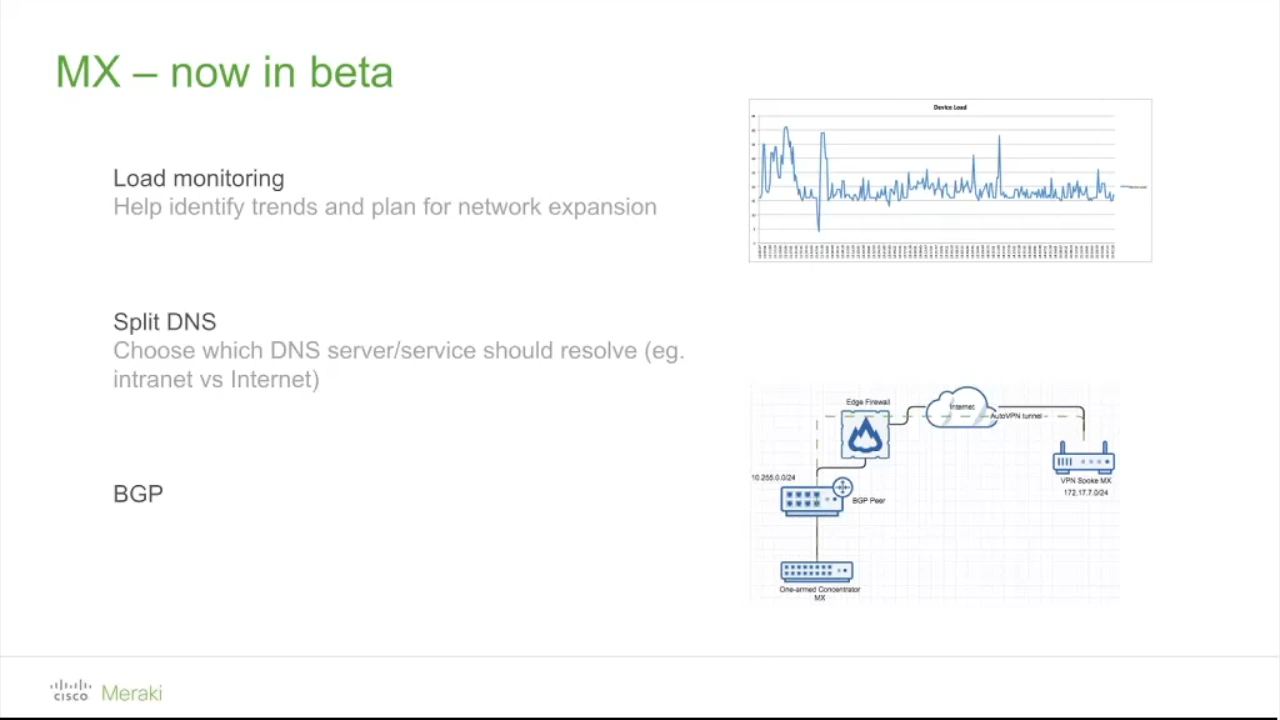 MX – now in beta
Load monitoring
Help identify trends and plan for network expansion
Device Load
Split DNS
Choose which DNS server/service should resolve (eg.
intranet vs Internet)
BGP
Edge Firewall
Internet
AutoVPN tunnel
10.255.0.0/24
BGP Peer
VPN Spoke MX
172.17.7.0/24
One-armed Concentrator
MX
CISCO Meraki